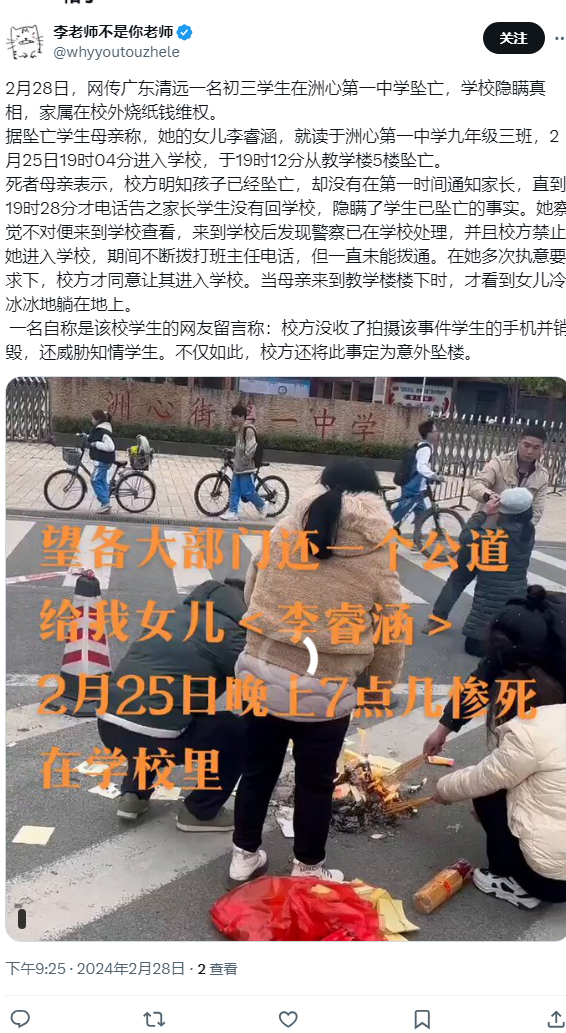 李老师不是你老师
@whyyoutouzhele
关注
2月28日，网传广东清远一名初三学生在洲心第一中学坠亡，学校隐瞒真
相，家属在校外烧纸钱维权。
据坠亡学生母亲称，她的女儿李睿涵，就读于洲心第一中学九年级三班，2
月25日19时04分进入学校，于19时12分从教学楼5楼坠亡。
死者母亲表示，校方明知孩子已经坠亡，却没有在第一时间通知家长，直到
19时28分才电话告之家长学生没有回学校，隐瞒了学生已坠亡的事实。她察
觉不对便来到学校查看，来到学校后发现警察已在学校处理，并且校方禁止
她进入学校，期间不断拨打班主任电话，但一直未能拨通。在她多次执意要
求下，校方才同意让其进入学校。当母亲来到教学楼楼下时，才看到女儿冷
冰冰地躺在地上。
一名自称是该校学生的网友留言称：校方没收了拍摄该事件学生的手机并销
毁，还威胁知情学生。不仅如此，校方还将此事定为意外坠楼。
洲心街第一中学
望各大部门还一个公道
给我女儿<李睿涵>
2月25日晚上7点几惨死
在学校里
下午9:25 · 2024年2月28日 · 2 查看